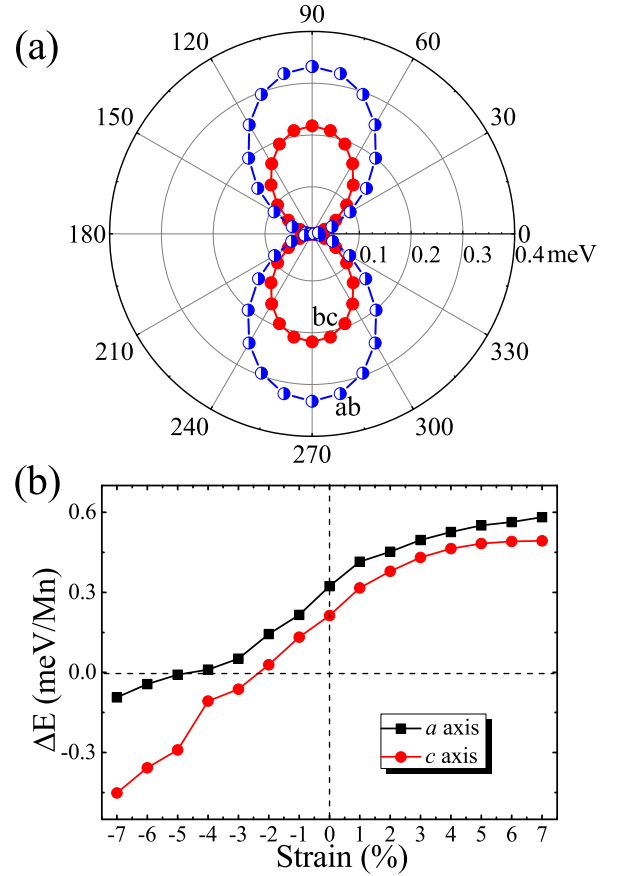 (a)
90
120
60
150
30
180
0
0.1
0.2
0.3
0.4 meV
210
330
bc
ab
240
300
270
(b)
0.6
0.3
0.0
-0.3
ΔE (meV/Mn)
a axis
c axis
-7 -6 -5 -4 -3 -2 -1 0 1 2 3 4 5 6 7
Strain (%)